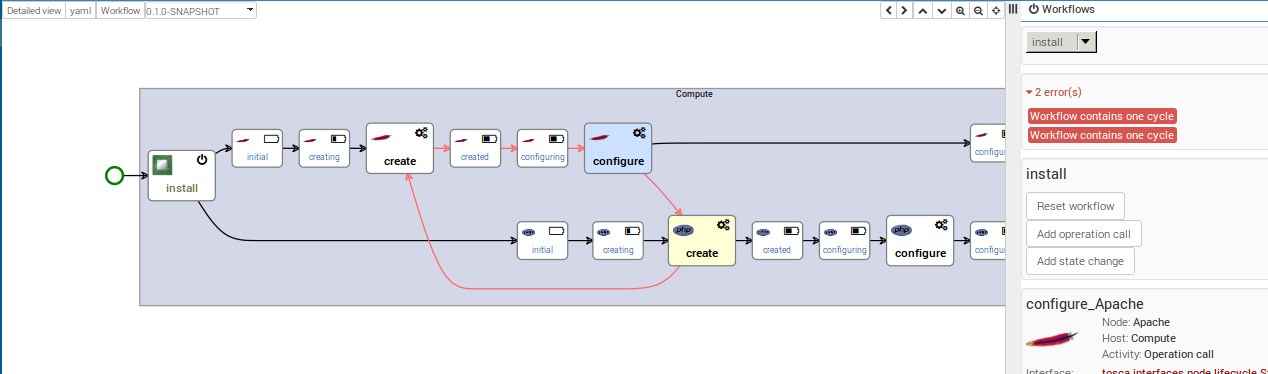 Detailed view yaml Workflow 0.1.0-SNAPSHOT
Workflows
install
2 error(s)
Workflow contains one cycle
Workflow contains one cycle
install
Reset workflow
Add opreration call
Add state change
configure_Apache
Node: Apache
Host: Compute
Activity: Operation call
Interface: tosca.interfaces.node.lifecycle.S
Compute
install
initial
creating
create
created
configuring
configure
configu
initial
creating
php
create
created
configuring
php
configure
configu